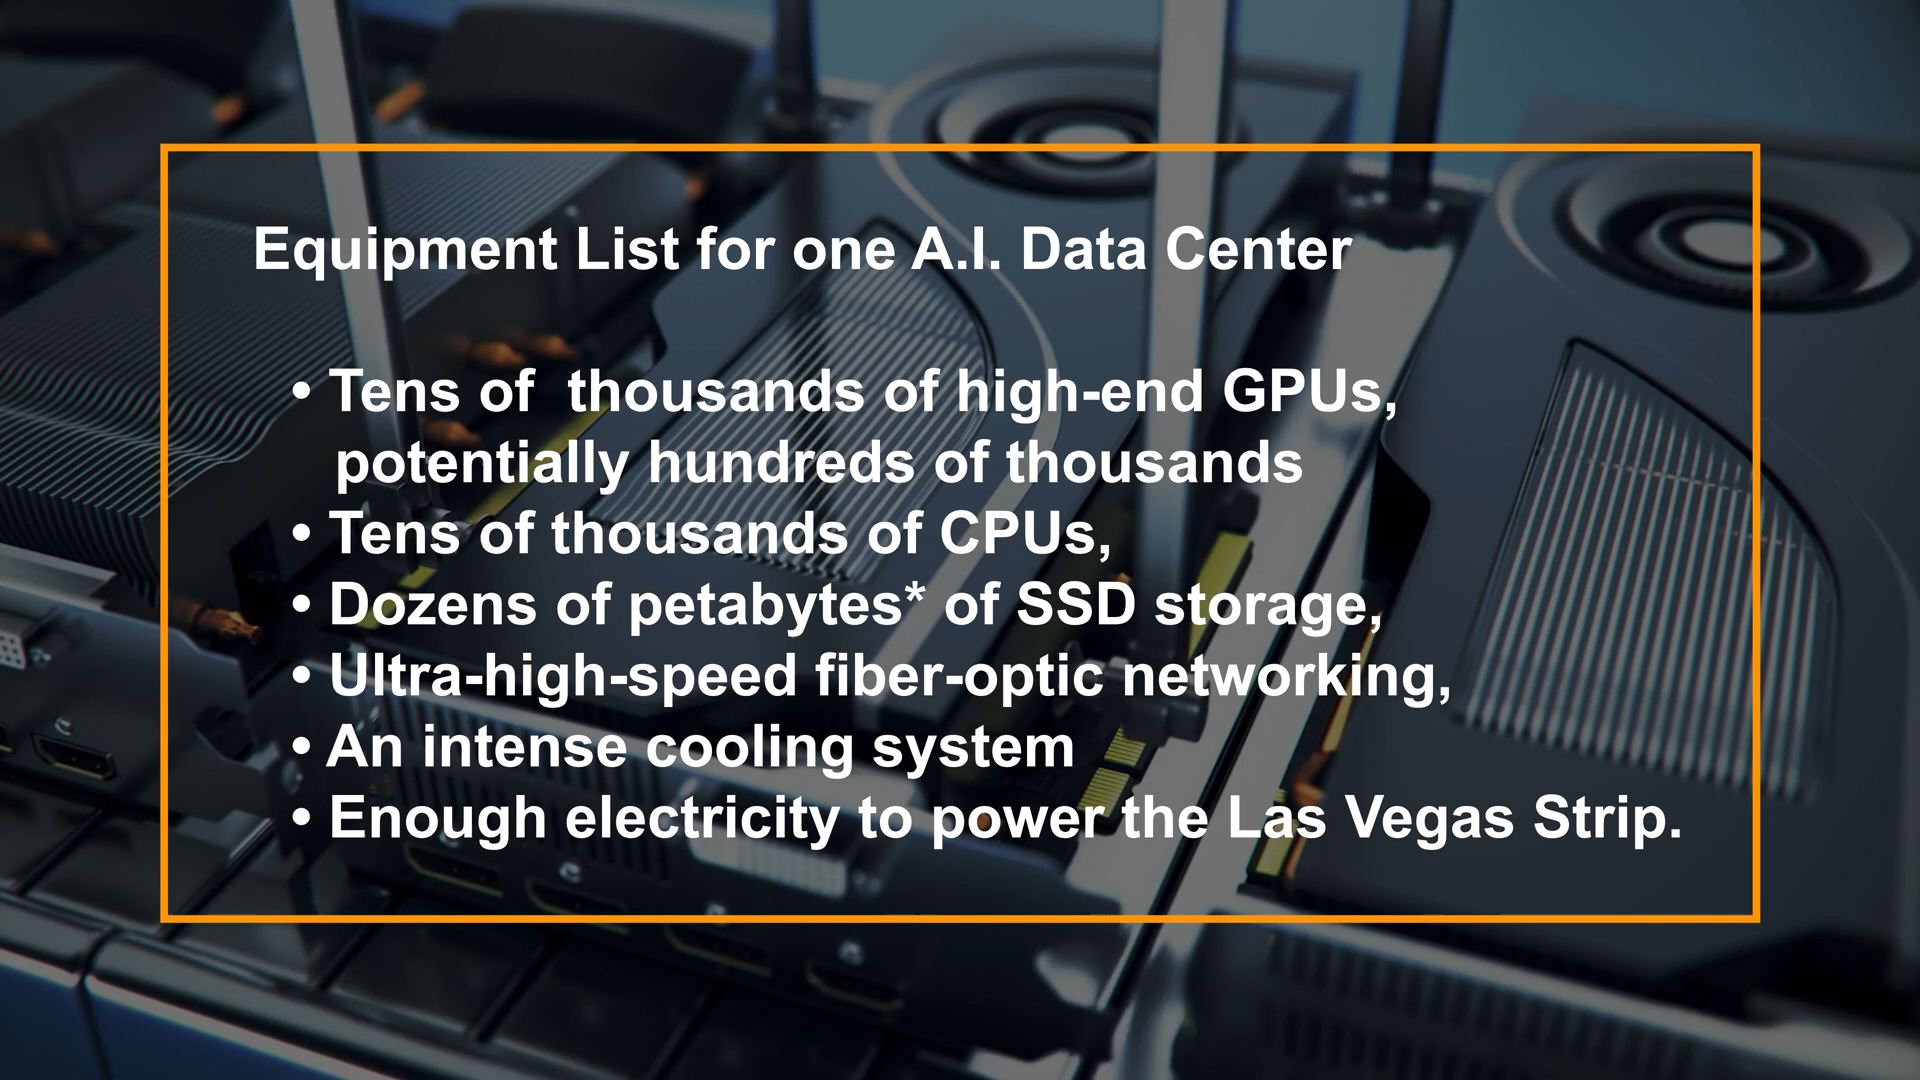 Equipment List for one A.I. Data Center
• Tens of  thousands of high-end GPUs,
potentially hundreds of thousands
• Tens of thousands of CPUs,
• Dozens of petabytes* of SSD storage,
• Ultra-high-speed fiber-optic networking,
• An intense cooling system
• Enough electricity to power the Las Vegas Strip.